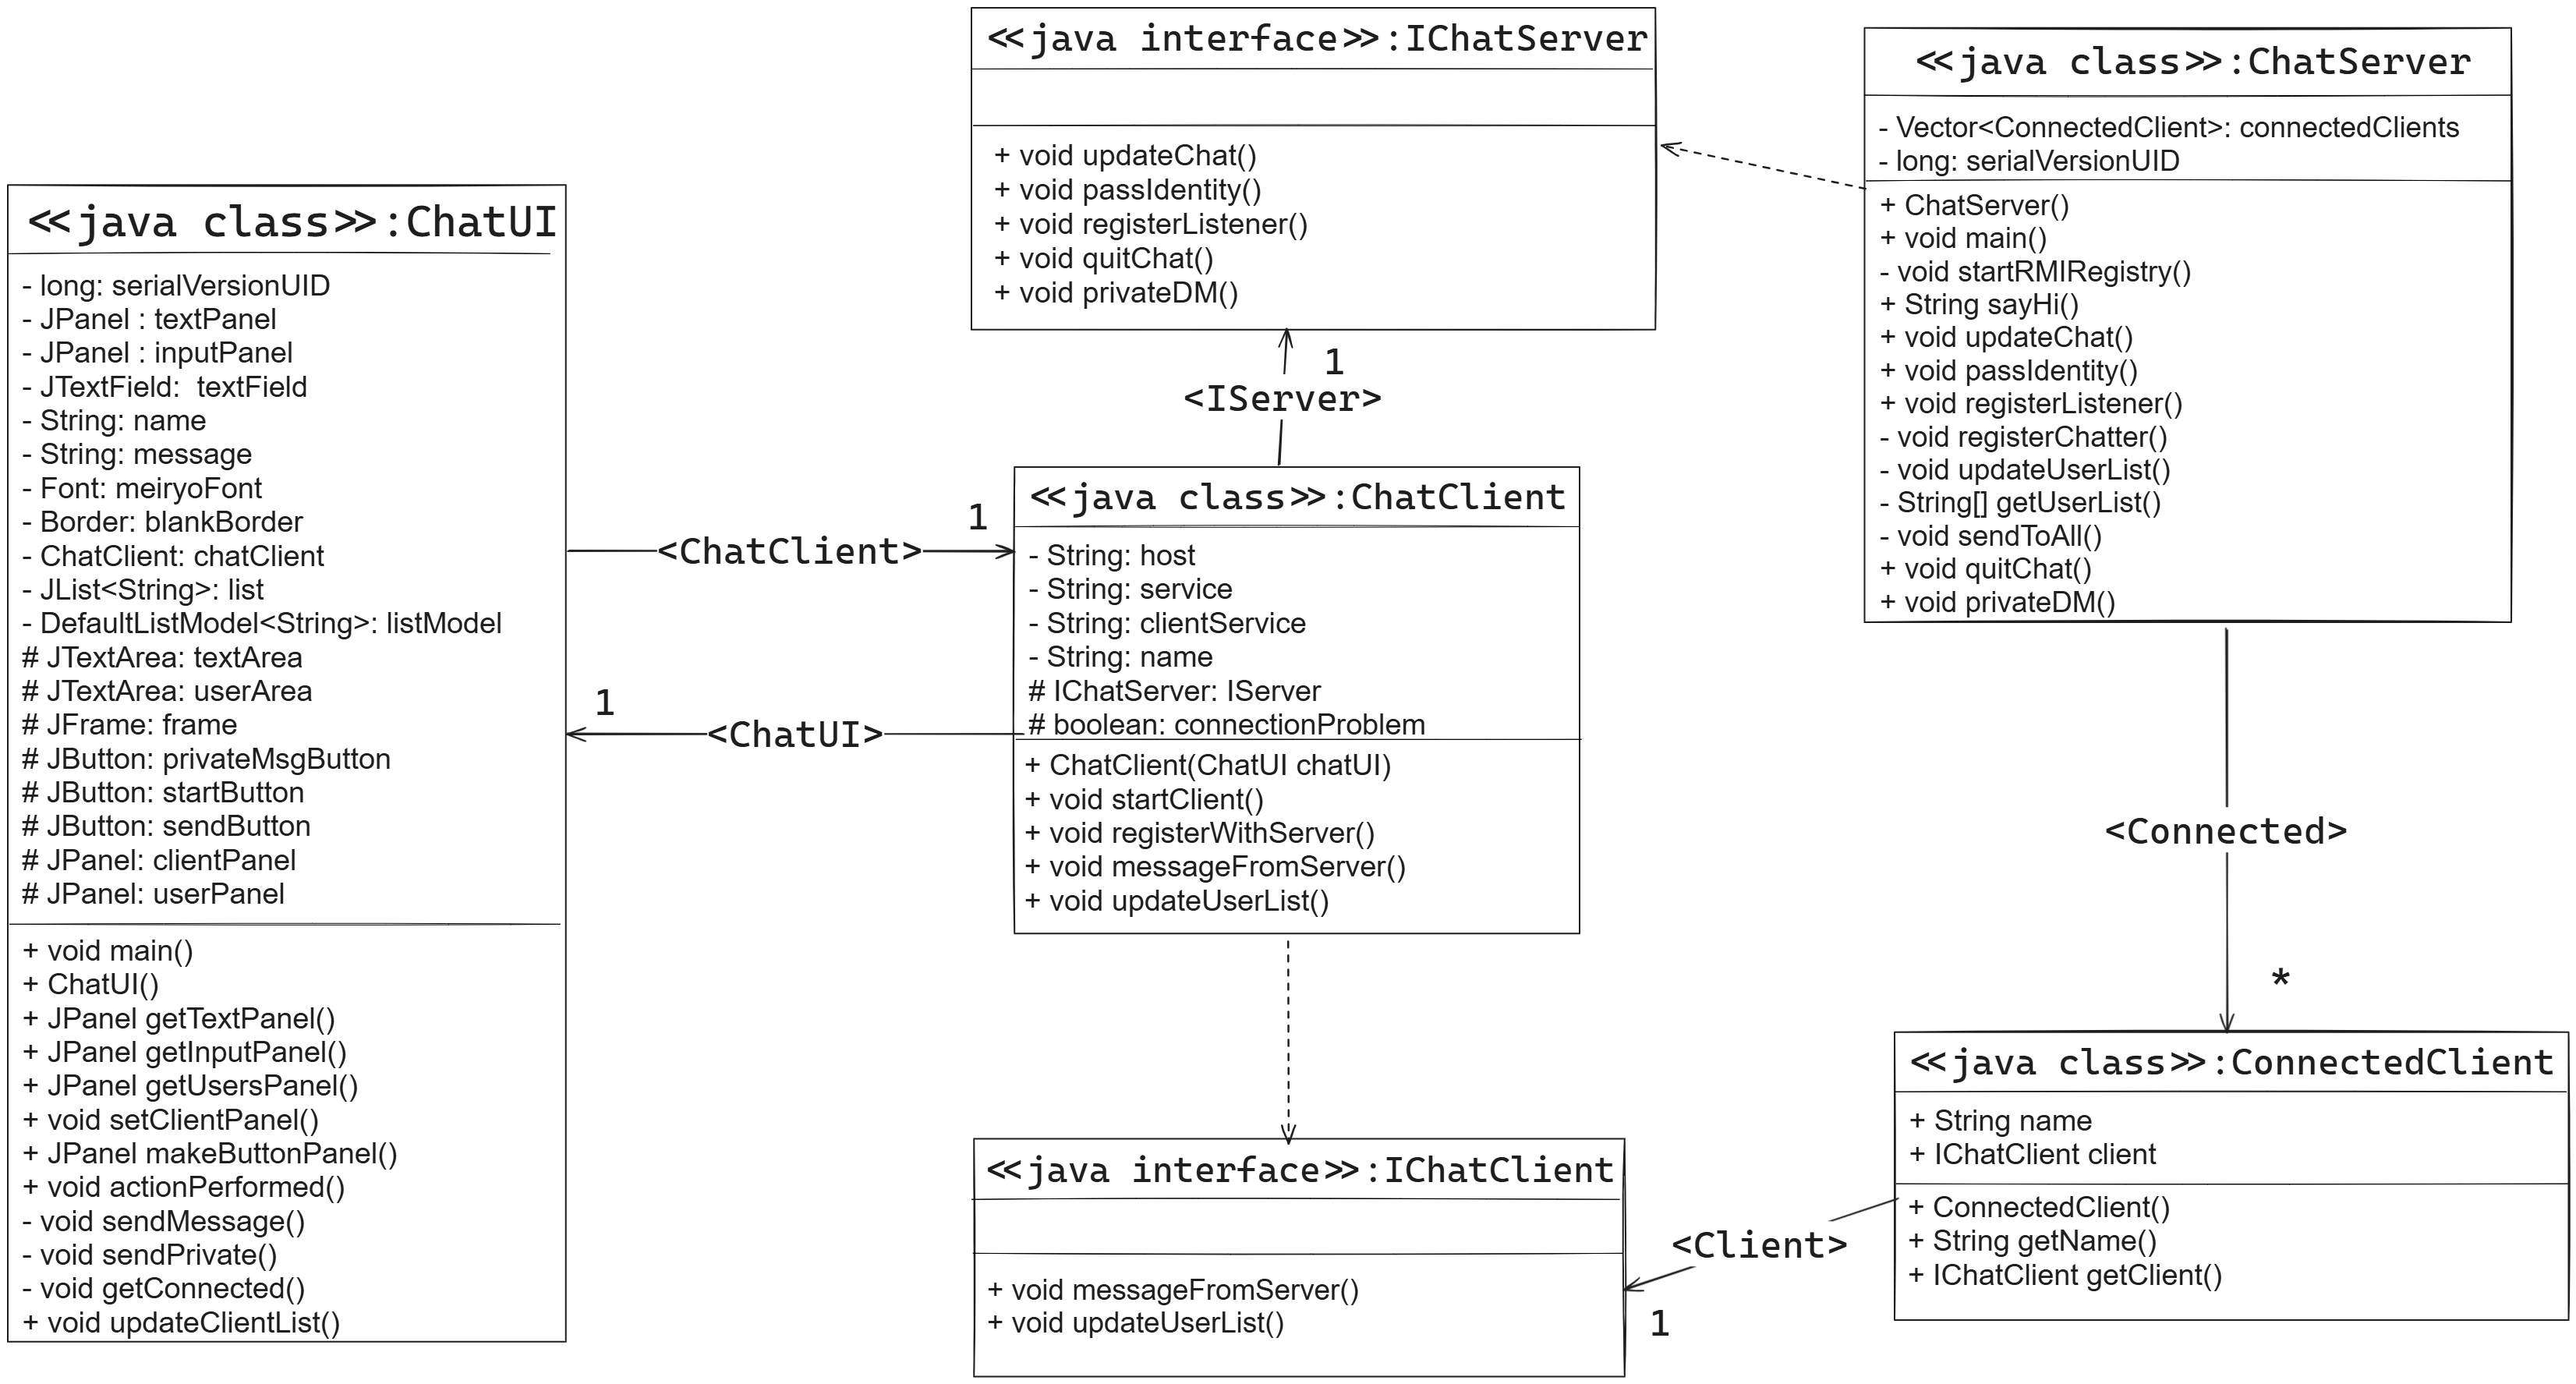 <<java interface>>:IChatServer
+ void updateChat()
+ void passIdentity()
+ void registerListener()
+ void quitChat()
+ void privateDM()
<<java class>>:ChatServer
- Vector<ConnectedClient>: connectedClients
- long: serialVersionUID
+ ChatServer()
+ void main()
- void startRMIRegistry()
+ String sayHi()
+ void updateChat()
+ void passIdentity()
+ void registerListener()
- void registerChatter()
- void updateUserList()
- String[] getUserList()
- void sendToAll()
+ void quitChat()
+ void privateDM()
<<java class>>:ChatUI
- long: serialVersionUID
- JPanel : textPanel
- JPanel : inputPanel
- JTextField:  textField
- String: name
- String: message
- Font: meiryoFont
- Border: blankBorder
- ChatClient: chatClient
- JList<String>: list
- DefaultListModel<String>: listModel
# JTextArea: textArea
# JTextArea: userArea
# JFrame: frame
# JButton: privateMsgButton
# JButton: startButton
# JButton: sendButton
# JPanel: clientPanel
# JPanel: userPanel
+ void main()
+ ChatUI()
+ JPanel getTextPanel()
+ JPanel getInputPanel()
+ JPanel getUsersPanel()
+ void setClientPanel()
+ JPanel makeButtonPanel()
+ void actionPerformed()
- void sendMessage()
- void sendPrivate()
- void getConnected()
+ void updateClientList()
1
<IServer>
1
<ChatClient>
1
<ChatUI>
<<java class>>:ChatClient
- String: host
- String: service
- String: clientService
- String: name
# IChatServer: IServer
# boolean: connectionProblem
+ ChatClient(ChatUI chatUI)
+ void startClient()
+ void registerWithServer()
+ void messageFromServer()
+ void updateUserList()
<Connected>
*
<<java class>>:ConnectedClient
+ String name
+ IChatClient client
+ ConnectedClient()
+ String getName()
+ IChatClient getClient()
<Client>
1
<<java interface>>:IChatClient
+ void messageFromServer()
+ void updateUserList()